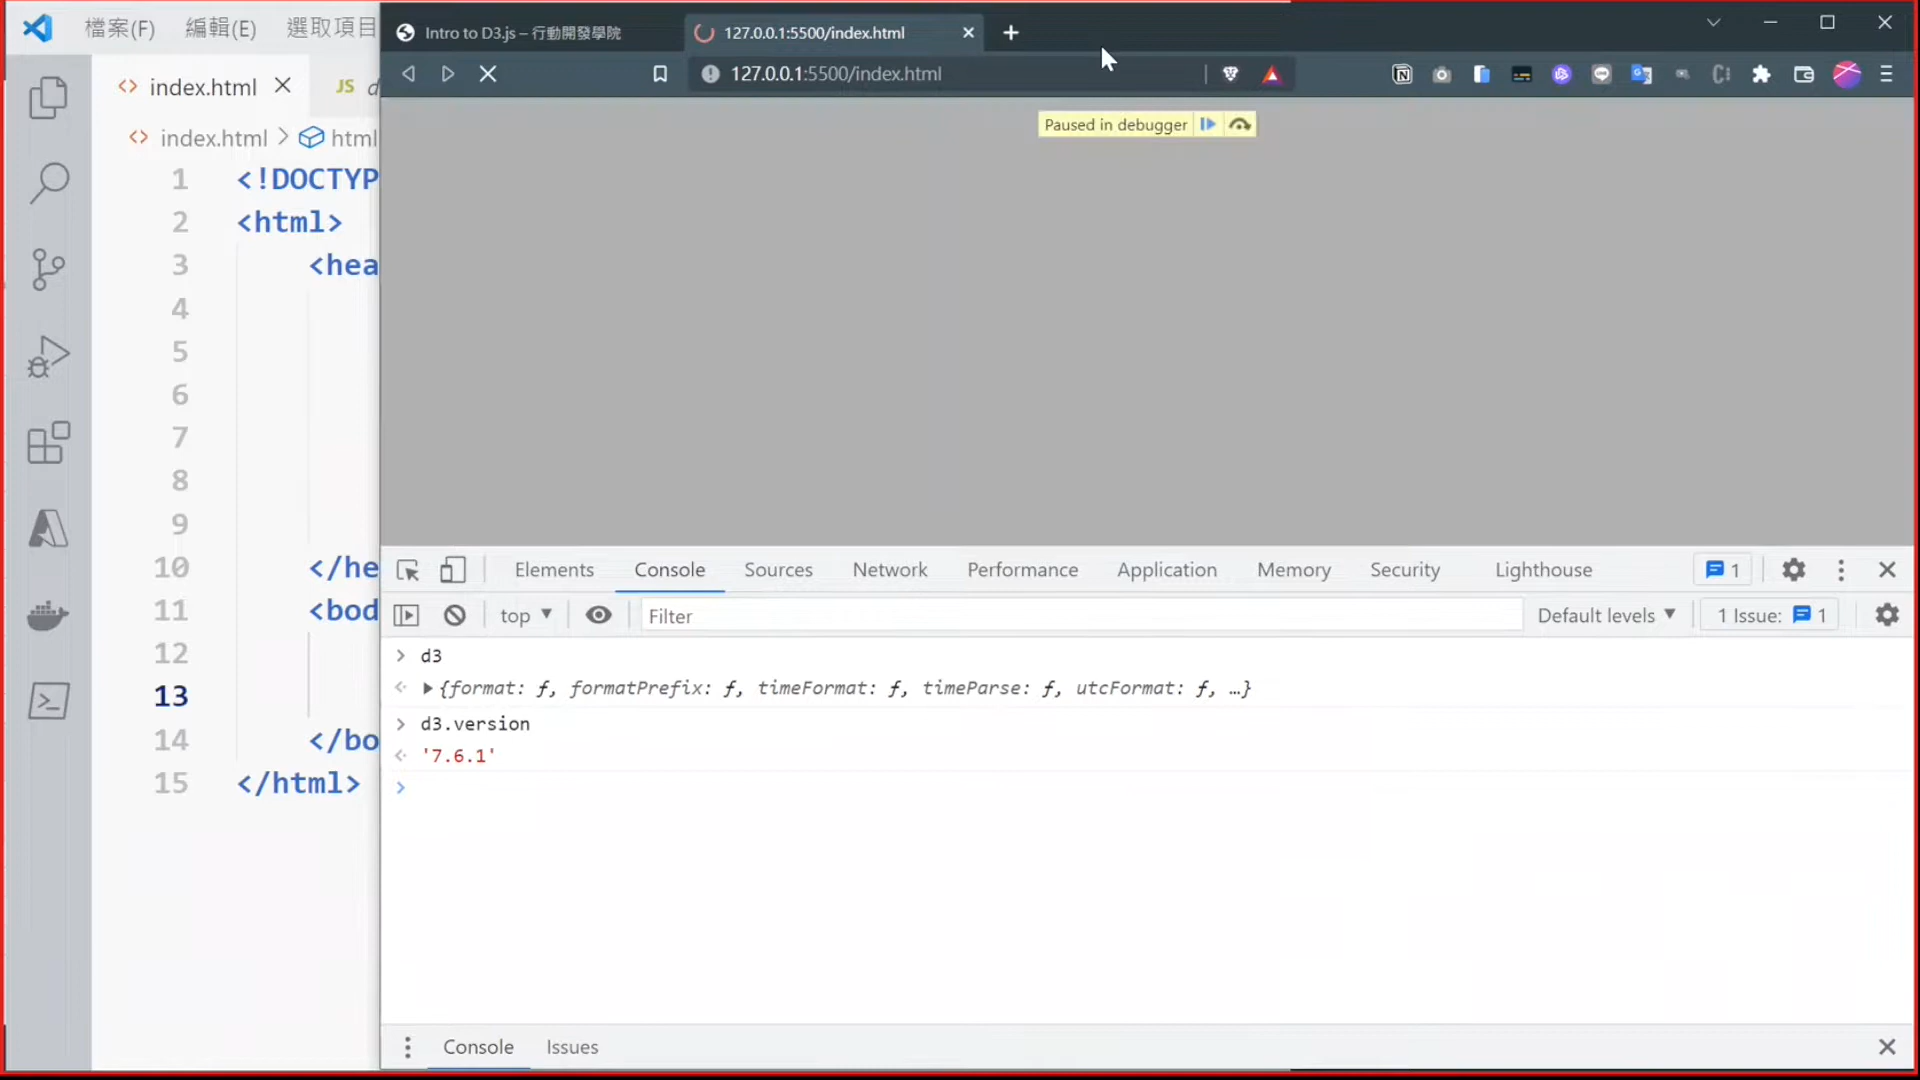 檔案(F) 編輯(E) 選取項目
index.html
JS d
index.html > html
1 <!DOCTYP
2 <html>
3 <hea
4
5
6
7
8
9
10 </he
11 <bod
12
13
14 </bo
15 </html>
Intro to D3.js – 行動開發學院
127.0.0.1:5500/index.html
127.0.0.1:5500/index.html
Paused in debugger
Elements Console Sources Network Performance Application Memory Security Lighthouse 1
top Filter Default levels 1 Issue: 1
> d3
{format: ƒ, formatPrefix: ƒ, timeFormat: ƒ, timeParse: ƒ, utcFormat: ƒ, …}
> d3.version
'7.6.1'
>
Console Issues